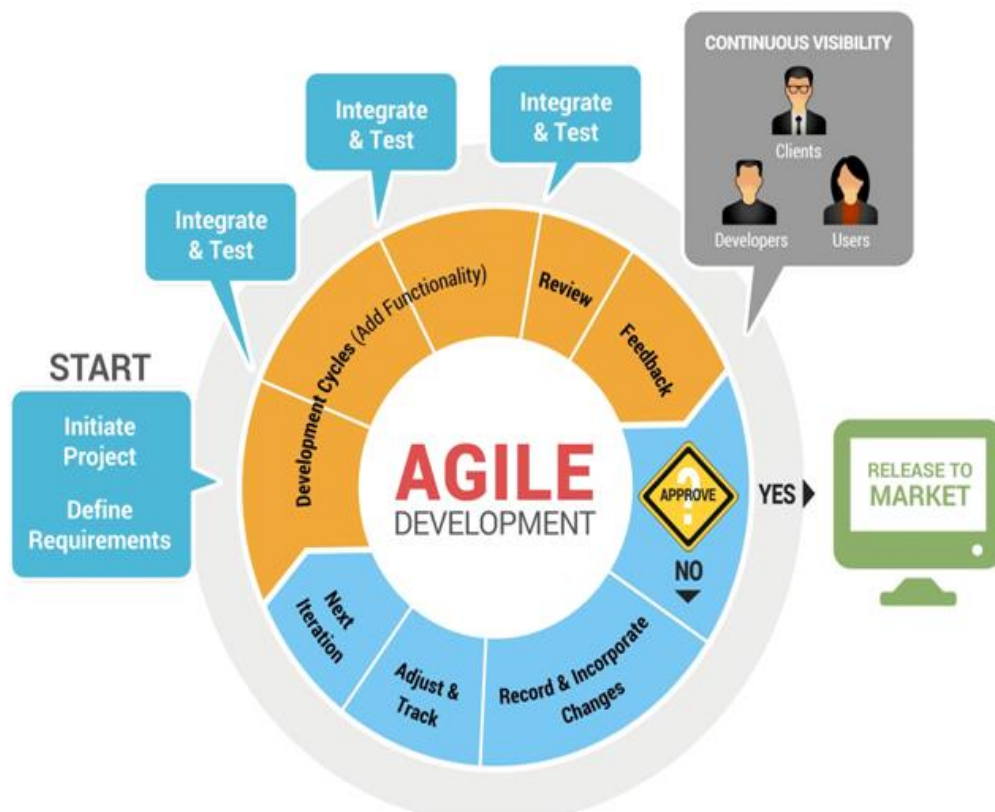 CONTINUOUS VISIBILITY
Clients
Developers
Users
Integrate
& Test
Integrate
& Test
Integrate
& Test
START
Initiate
Project
Define
Requirements
Development Cycles (Add Functionality)
Review
Feedback
AGILE
DEVELOPMENT
?
APPROVE
YES
NO
RELEASE TO
MARKET
Record & Incorporate
Changes
Adjust &
Track
Next
Iteration